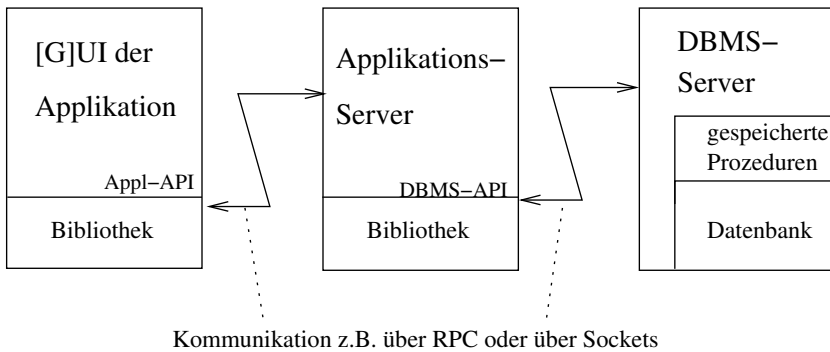 [G]UI der
Applikation
Appl−API
Bibliothek
Applikations−
Server
DBMS−API
Bibliothek
DBMS−
Server
gespeicherte
Prozeduren
Datenbank
Kommunikation z.B. über RPC oder über Sockets